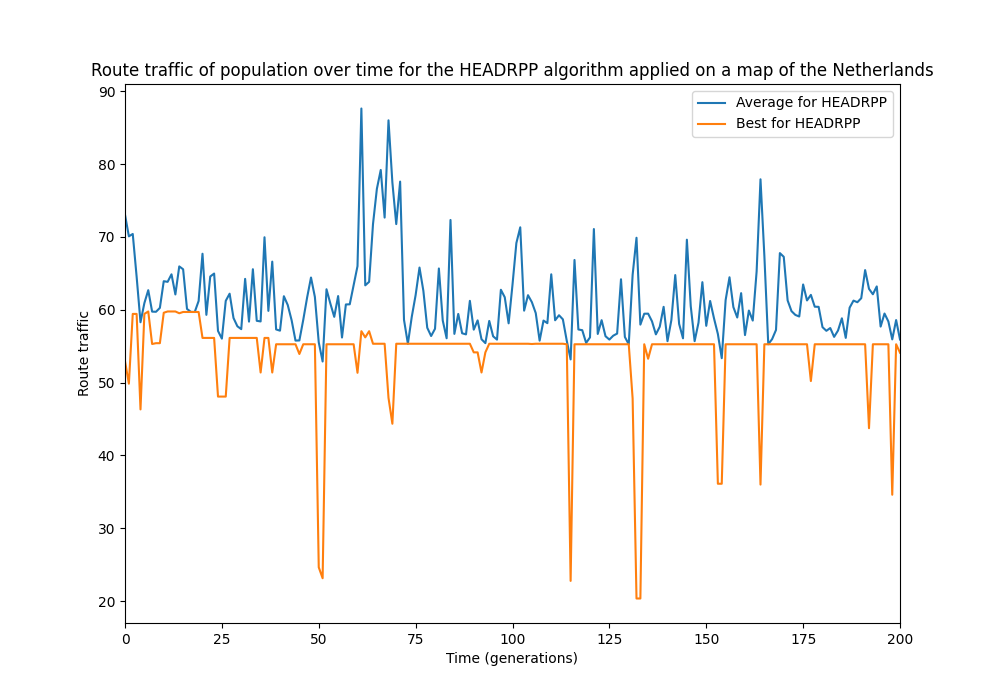 Route traffic of population over time for the HEADRPP algorithm applied on a map of the Netherlands
Average for HEADRPP
Best for HEADRPP
90
80
70
60
50
40
30
20
Route traffic
0 25 50 75 100 125 150 175 200
Time (generations)